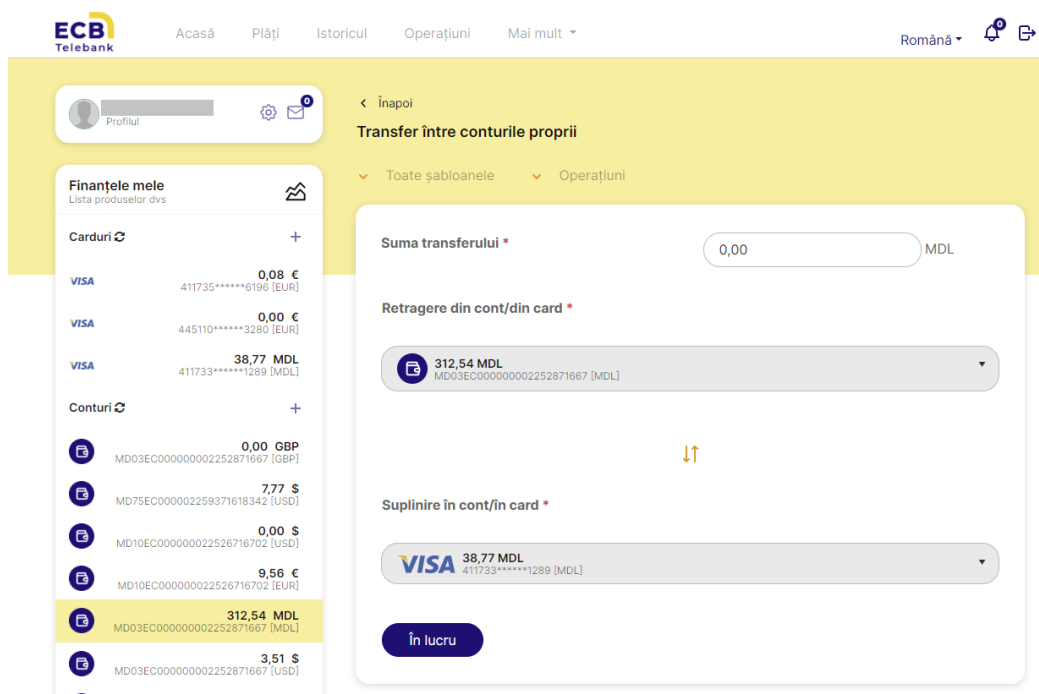 ECB
Telebank
Acasă
Plăți
Istoricul
Operațiuni
Mai mult
Română
0
Profilul
0
Finanțele mele
Lista produselor dvs
Carduri
+
VISA
0,08 €
411735******6196 [EUR]
VISA
0,00 €
445110******3280 [EUR]
VISA
38,77 MDL
411733******1289 [MDL]
Conturi
+
0,00 GBP
MD03EC000000002252871667 [GBP]
7,77 $
MD75EC000002259371618342 [USD]
0,00 $
MD10EC000000022526716702 [USD]
9,56 €
MD10EC000000022526716702 [EUR]
312,54 MDL
MD03EC000000002252871667 [MDL]
3,51 $
MD03EC000000002252871667 [USD]
Înapoi
Transfer între conturile proprii
Toate șabloanele
Operațiuni
Suma transferului *
0,00
MDL
Retragere din cont/din card *
312,54 MDL
MD03EC000000002252871667 [MDL]
Suplinire în cont/în card *
VISA
38,77 MDL
411733******1289 [MDL]
În lucru